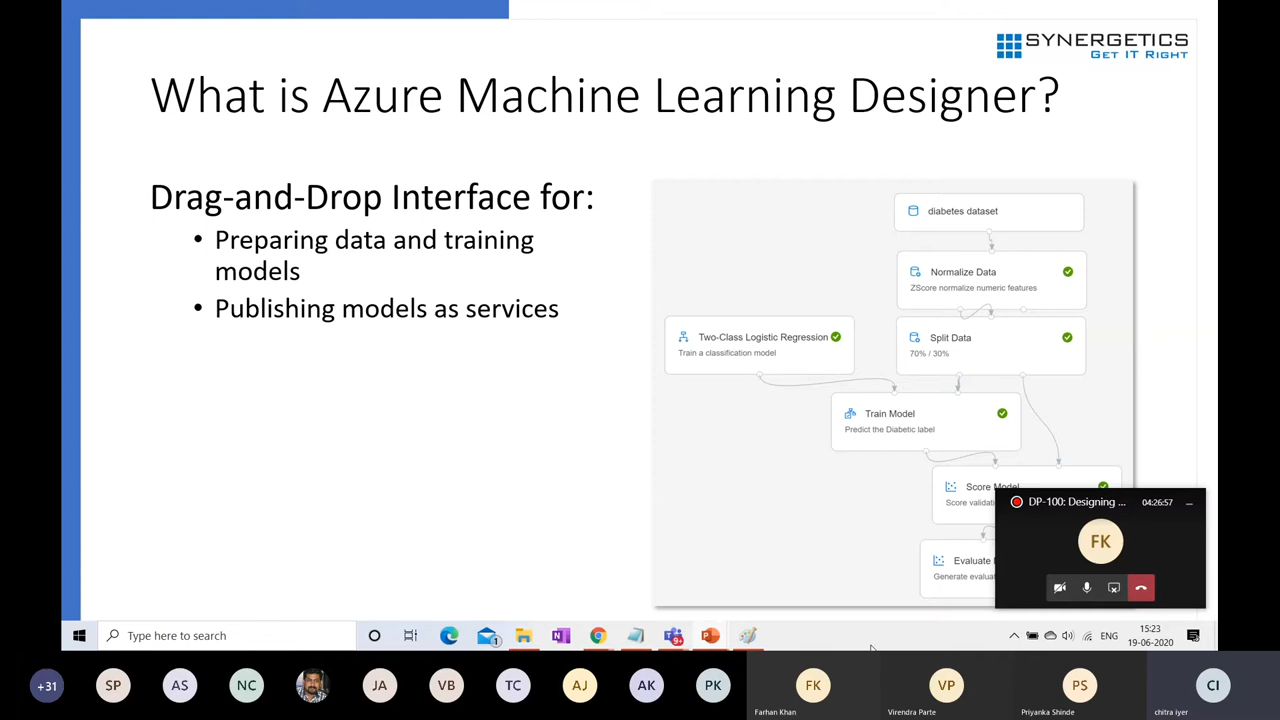 SYNERGETICS
GET IT RIGHT
What is Azure Machine Learning Designer?
Drag-and-Drop Interface for:
• Preparing data and training
models
• Publishing models as services
diabetes dataset
Normalize Data
ZScore normalize numeric features
Two-Class Logistic Regression
Train a classification model
Split Data
70% / 30%
Train Model
Predict the Diabetic label
Score Model
Score
Evaluate
Generate
DP-100: Designing ...
04:26:57
FK
Type here to search
1
9+
ENG
15:23
19-06-2020
+31
SP
AS
NC
JA
VB
TC
AJ
AK
PK
FK
Farhan Khan
VP
Virendra Parte
PS
Priyanka Shinde
CI
chitra iyer